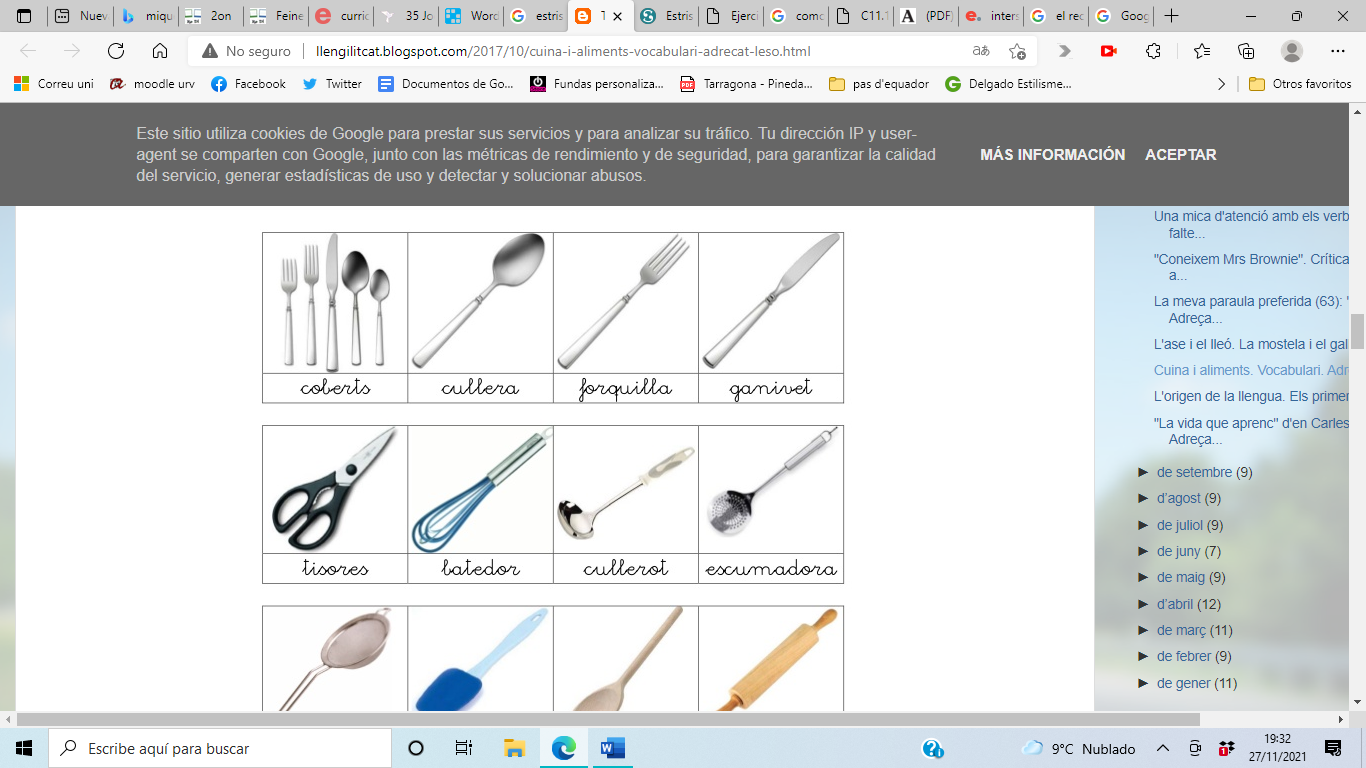 Nuev
miqu
2on
Feine
curric
35 Jo
Word
estris
T
Estris
Ejerci
como
C11.1
(PDF)
inters
el rec
Goog
No seguro
llengilitcat.blogspot.com/2017/10/cuina-i-aliments-vocabulari-adrecat-leso.html
Correu uni
moodle urv
Facebook
Twitter
Documentos de Go...
Fundas personaliza...
Tarragona - Pineda...
pas d'equador
Delgado Estilisme...
Otros favoritos
Este sitio utiliza cookies de Google para prestar sus servicios y para analizar su tráfico. Tu dirección IP y user-
agent se comparten con Google, junto con las métricas de rendimiento y de seguridad, para garantizar la calidad
del servicio, generar estadísticas de uso y detectar y solucionar abusos.
MÁS INFORMACIÓN ACEPTAR
coberts cullera forquilla ganivet
tisores batedor cullerot escumadora
Una mica d'atenció amb els verb
falte...
"Coneixem Mrs Brownie". Crítica
a...
La meva paraula preferida (63): "
Adreça...
L'ase i el lleó. La mostela i el gal
Cuina i aliments. Vocabulari. Adr
L'origen de la llengua. Els primer
"La vida que aprenc" d'en Carles
Adreça...
► de setembre (9)
► d'agost (9)
► de juliol (9)
► de juny (7)
► de maig (9)
► d'abril (12)
► de març (11)
► de febrer (9)
► de gener (11)
Escribe aquí para buscar
9°C Nublado
19:32
27/11/2021